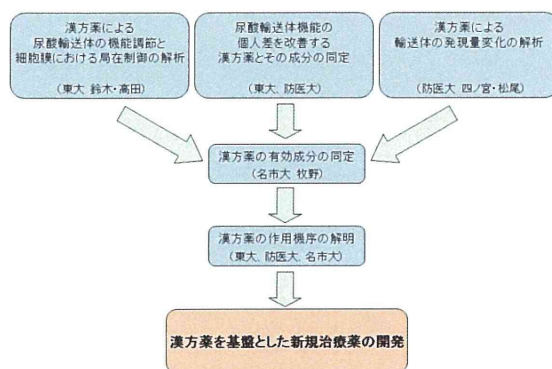 漢方薬による
尿酸輸送体の機能調節と
細胞膜における局在制御の解析
(東大 鈴木・高田)
尿酸輸送体機能の
個人差を改善する
漢方薬とその成分の同定
(東大、防医大)
漢方薬による
輸送体の発現量変化の解析
(防医大 四ノ宮・松尾)
漢方薬の有効成分の同定
(名市大 牧野)
漢方薬の作用機序の解明
(東大、防医大、名市大)
漢方薬を基盤とした新規治療薬の開発